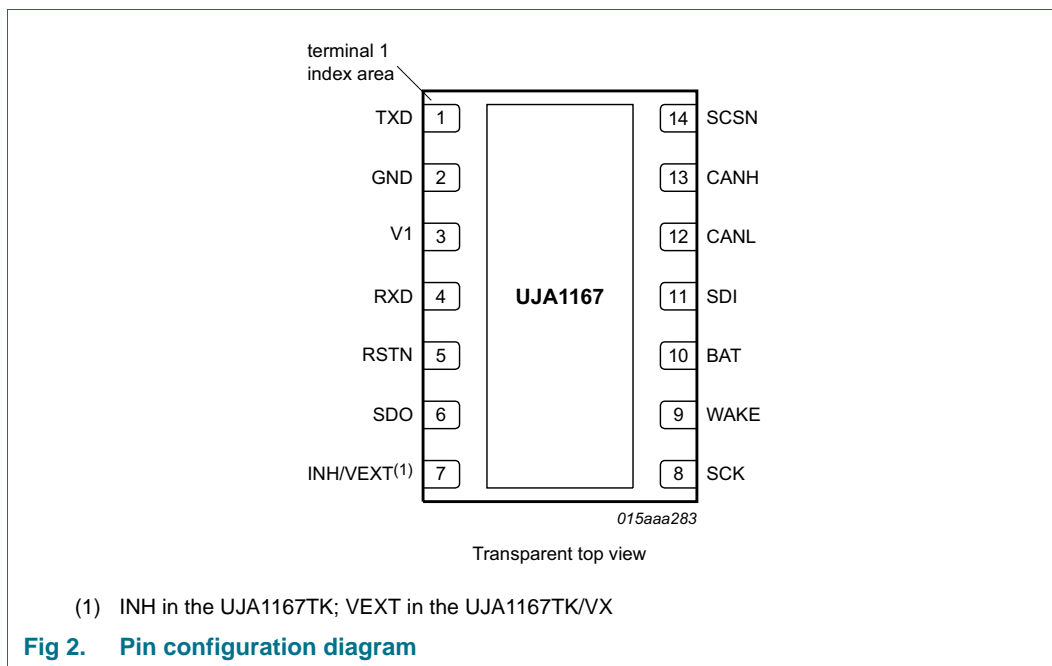 terminal 1
index area
TXD 1 14 SCSN
GND 2 13 CANH
V1 3 12 CANL
RXD 4 UJA1167 11 SDI
RSTN 5 10 BAT
SDO 6 9 WAKE
INH/VEXT(1) 7 8 SCK
015aaa283
Transparent top view
(1) INH in the UJA1167TK; VEXT in the UJA1167TK/VX
Fig 2. Pin configuration diagram